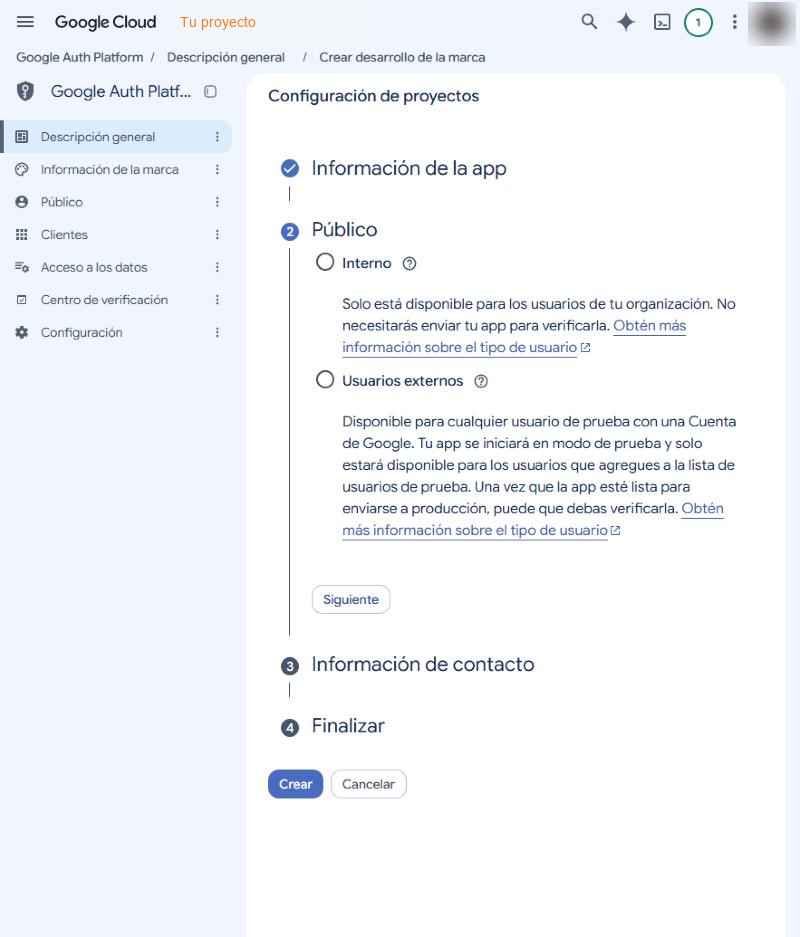 Google Cloud Tu proyecto 1
Google Auth Platform / Descripción general / Crear desarrollo de la marca
Google Auth Platf...
Descripción general
Información de la marca
Público
Clientes
Acceso a los datos
Centro de verificación
Configuración
Configuración de proyectos
Información de la app
2 Público
Interno
Solo está disponible para los usuarios de tu organización. No
necesitarás enviar tu app para verificarla. Obtén más
información sobre el tipo de usuario
Usuarios externos
Disponible para cualquier usuario de prueba con una Cuenta
de Google. Tu app se iniciará en modo de prueba y solo
estará disponible para los usuarios que agregues a la lista de
usuarios de prueba. Una vez que la app esté lista para
enviarse a producción, puede que debas verificarla. Obtén
más información sobre el tipo de usuario
Siguiente
3 Información de contacto
4 Finalizar
Crear Cancelar